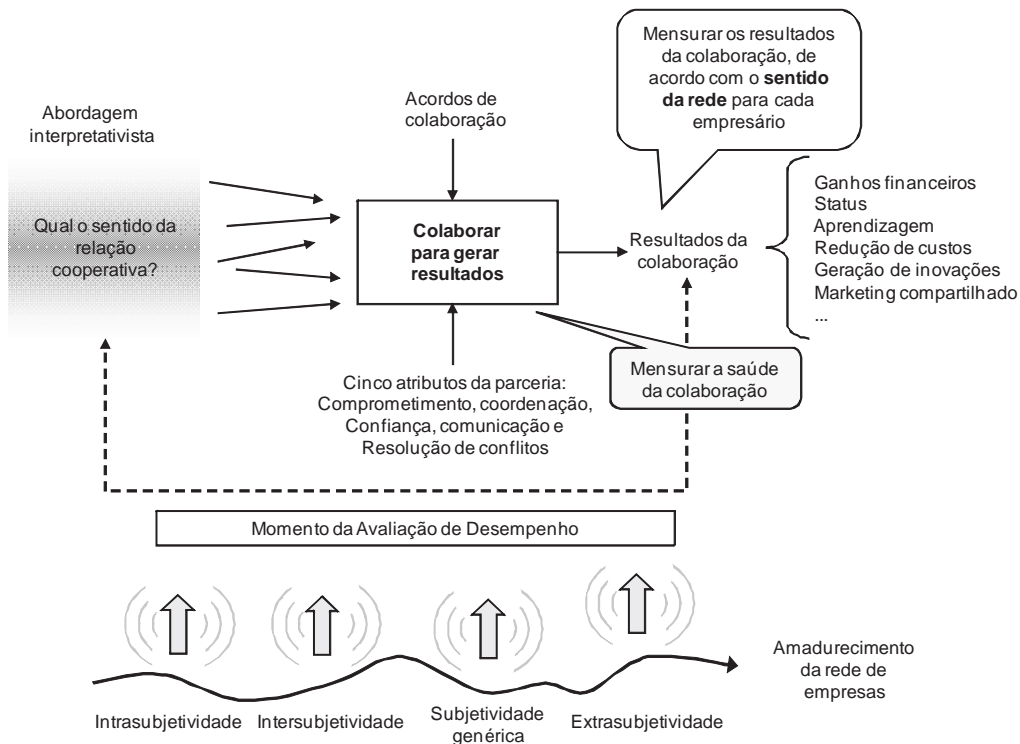 Abordagem
interpretativista
Qual o sentido da
relação
cooperativa?
Acordos de
colaboração
Colaborar
para gerar
resultados
Cinco atributos da parceria:
Comprometimento, coordenação,
Confiança, comunicação e
Resolução de conflitos
Mensurar os resultados
da colaboração, de
acordo com o sentido
da rede para cada
empresário
Resultados da
colaboração
Ganhos financeiros
Status
Aprendizagem
Redução de custos
Geração de inovações
Marketing compartilhado
...
Mensurar a saúde
da colaboração
Momento da Avaliação de Desempenho
Intrasubjetividade
Intersubjetividade
Subjetividade
genérica
Extrasubjetividade
Amadurecimento
da rede de
empresas